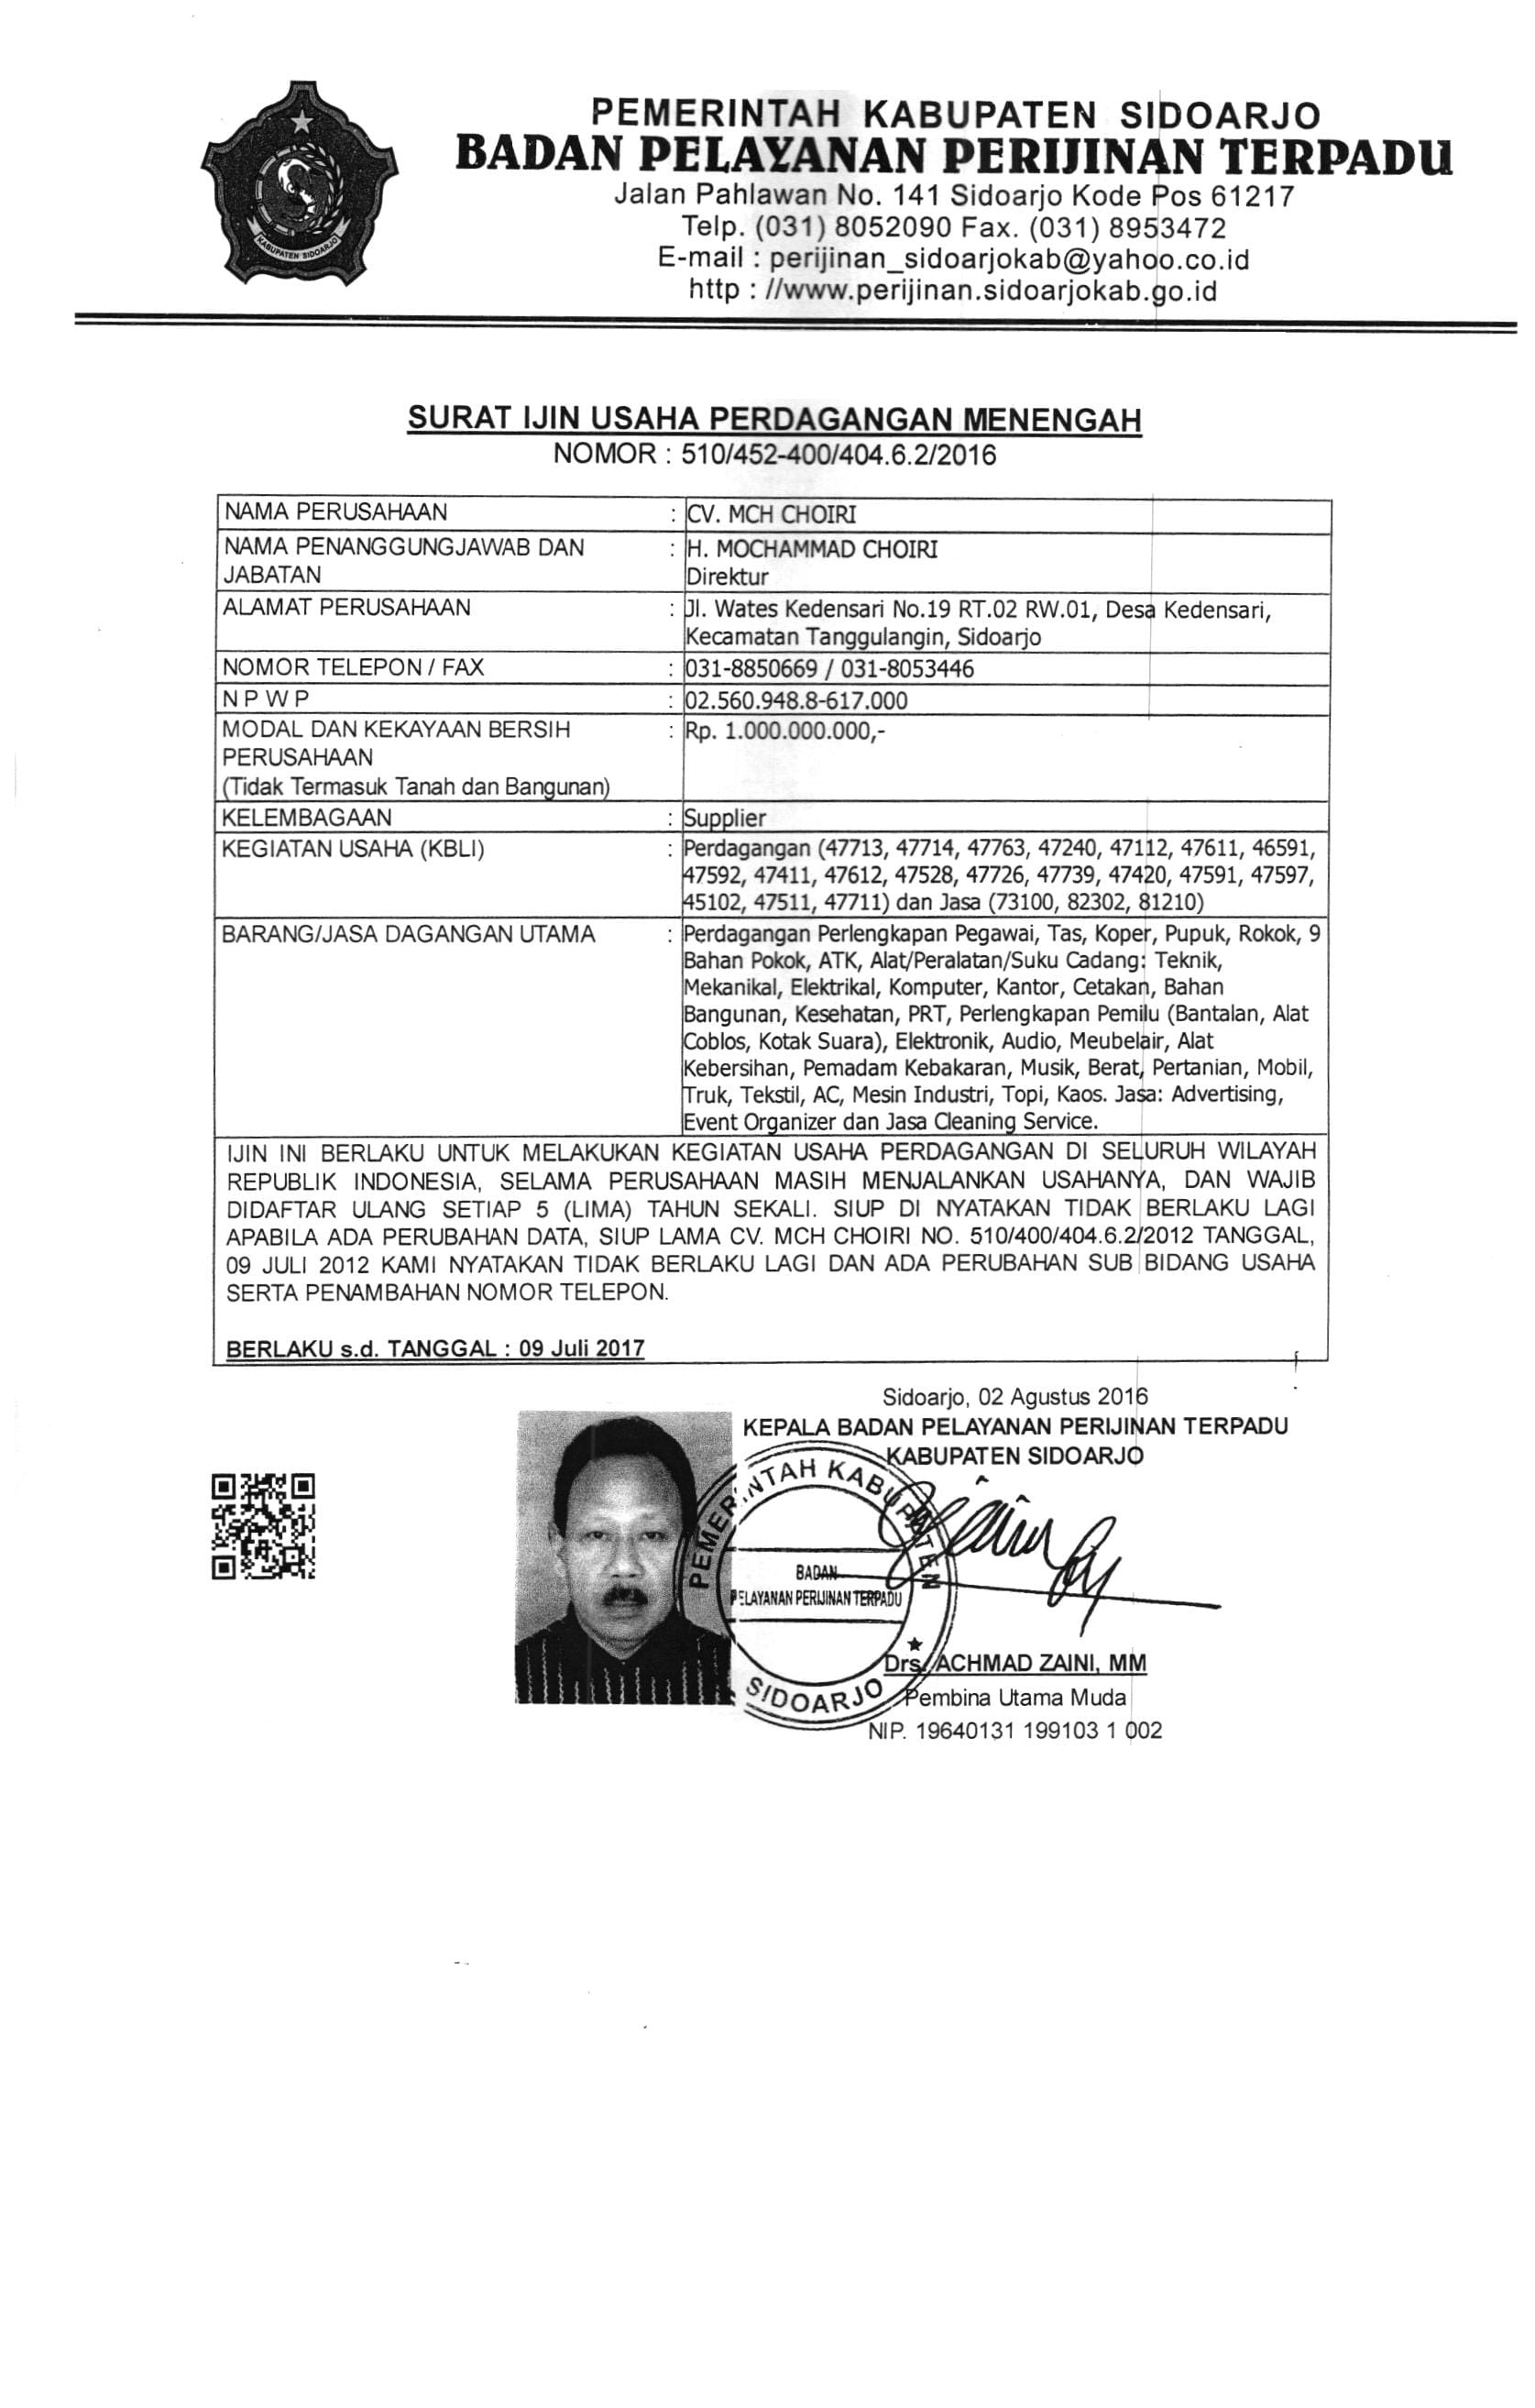 PEMERINTAH KABUPATEN SIDOARJO
BADAN PELAYANAN PERIJINAN TERPADU
Jalan Pahlawan No. 141 Sidoarjo Kode Pos 61217
Telp. (031) 8052090 Fax. (031) 8953472
E-mail : perijinan_sidoarjokab@yahoo.co.id
http : //www.perijinan.sidoarjokab.go.id
KABUPATEN SIDOARJO
SURAT IJIN USAHA PERDAGANGAN MENENGAH
NOMOR : 510/452-400/404.6.2/2016
NAMA PERUSAHAAN : CV. MCH CHOIRI
NAMA PENANGGUNGJAWAB DAN : H. MOCHAMMAD CHOIRI
JABATAN Direktur
ALAMAT PERUSAHAAN : Jl. Wates Kedensari No.19 RT.02 RW.01, Desa Kedensari,
Kecamatan Tanggulangin, Sidoarjo
NOMOR TELEPON / FAX : 031-8850669 / 031-8053446
N P W P : 02.560.948.8-617.000
MODAL DAN KEKAYAAN BERSIH : Rp. 1.000.000.000,-
PERUSAHAAN
(Tidak Termasuk Tanah dan Bangunan)
KELEMBAGAAN : Supplier
KEGIATAN USAHA (KBLI) : Perdagangan (47713, 47714, 47763, 47240, 47112, 47611, 46591,
47592, 47411, 47612, 47528, 47726, 47739, 47420, 47591, 47597,
45102, 47511, 47711) dan Jasa (73100, 82302, 81210)
BARANG/JASA DAGANGAN UTAMA : Perdagangan Perlengkapan Pegawai, Tas, Koper, Pupuk, Rokok, 9
Bahan Pokok, ATK, Alat/Peralatan/Suku Cadang: Teknik,
Mekanikal, Elektrikal, Komputer, Kantor, Cetakan, Bahan
Bangunan, Kesehatan, PRT, Perlengkapan Pemilu (Bantalan, Alat
Coblos, Kotak Suara), Elektronik, Audio, Meubelair, Alat
Kebersihan, Pemadam Kebakaran, Musik, Berat, Pertanian, Mobil,
Truk, Tekstil, AC, Mesin Industri, Topi, Kaos. Jasa: Advertising,
Event Organizer dan Jasa Cleaning Service.
IJIN INI BERLAKU UNTUK MELAKUKAN KEGIATAN USAHA PERDAGANGAN DI SELURUH WILAYAH
REPUBLIK INDONESIA, SELAMA PERUSAHAAN MASIH MENJALANKAN USAHANYA, DAN WAJIB
DIDAFTAR ULANG SETIAP 5 (LIMA) TAHUN SEKALI. SIUP DI NYATAKAN TIDAK BERLAKU LAGI
APABILA ADA PERUBAHAN DATA, SIUP LAMA CV. MCH CHOIRI NO. 510/400/404.6.2/2012 TANGGAL,
09 JULI 2012 KAMI NYATAKAN TIDAK BERLAKU LAGI DAN ADA PERUBAHAN SUB BIDANG USAHA
SERTA PENAMBAHAN NOMOR TELEPON.
BERLAKU s.d. TANGGAL : 09 Juli 2017
Sidoarjo, 02 Agustus 2016
KEPALA BADAN PELAYANAN PERIJINAN TERPADU
KABUPATEN SIDOARJO
PEMERINTAH KABUPATEN
BADAN
PELAYANAN PERIJINAN TERPADU
SIDOARJO
Drs. ACHMAD ZAINI, MM
Pembina Utama Muda
NIP. 19640131 199103 1 002